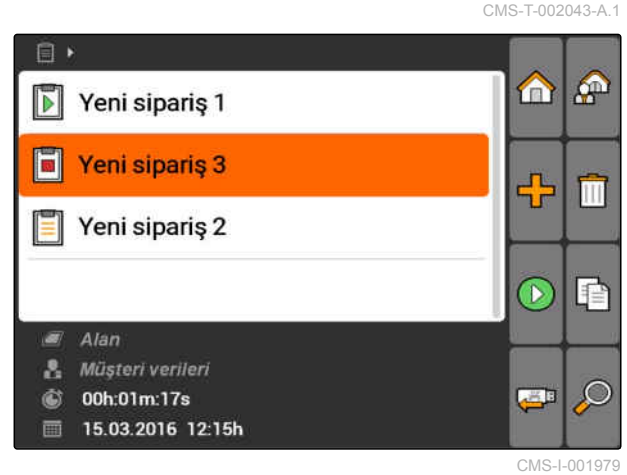 CMS-T-002043-A.1
Yeni sipariş 1
Yeni sipariş 3
Yeni sipariş 2
Alan
Müşteri verileri
00h:01m:17s
15.03.2016 12:15h
CMS-I-001979